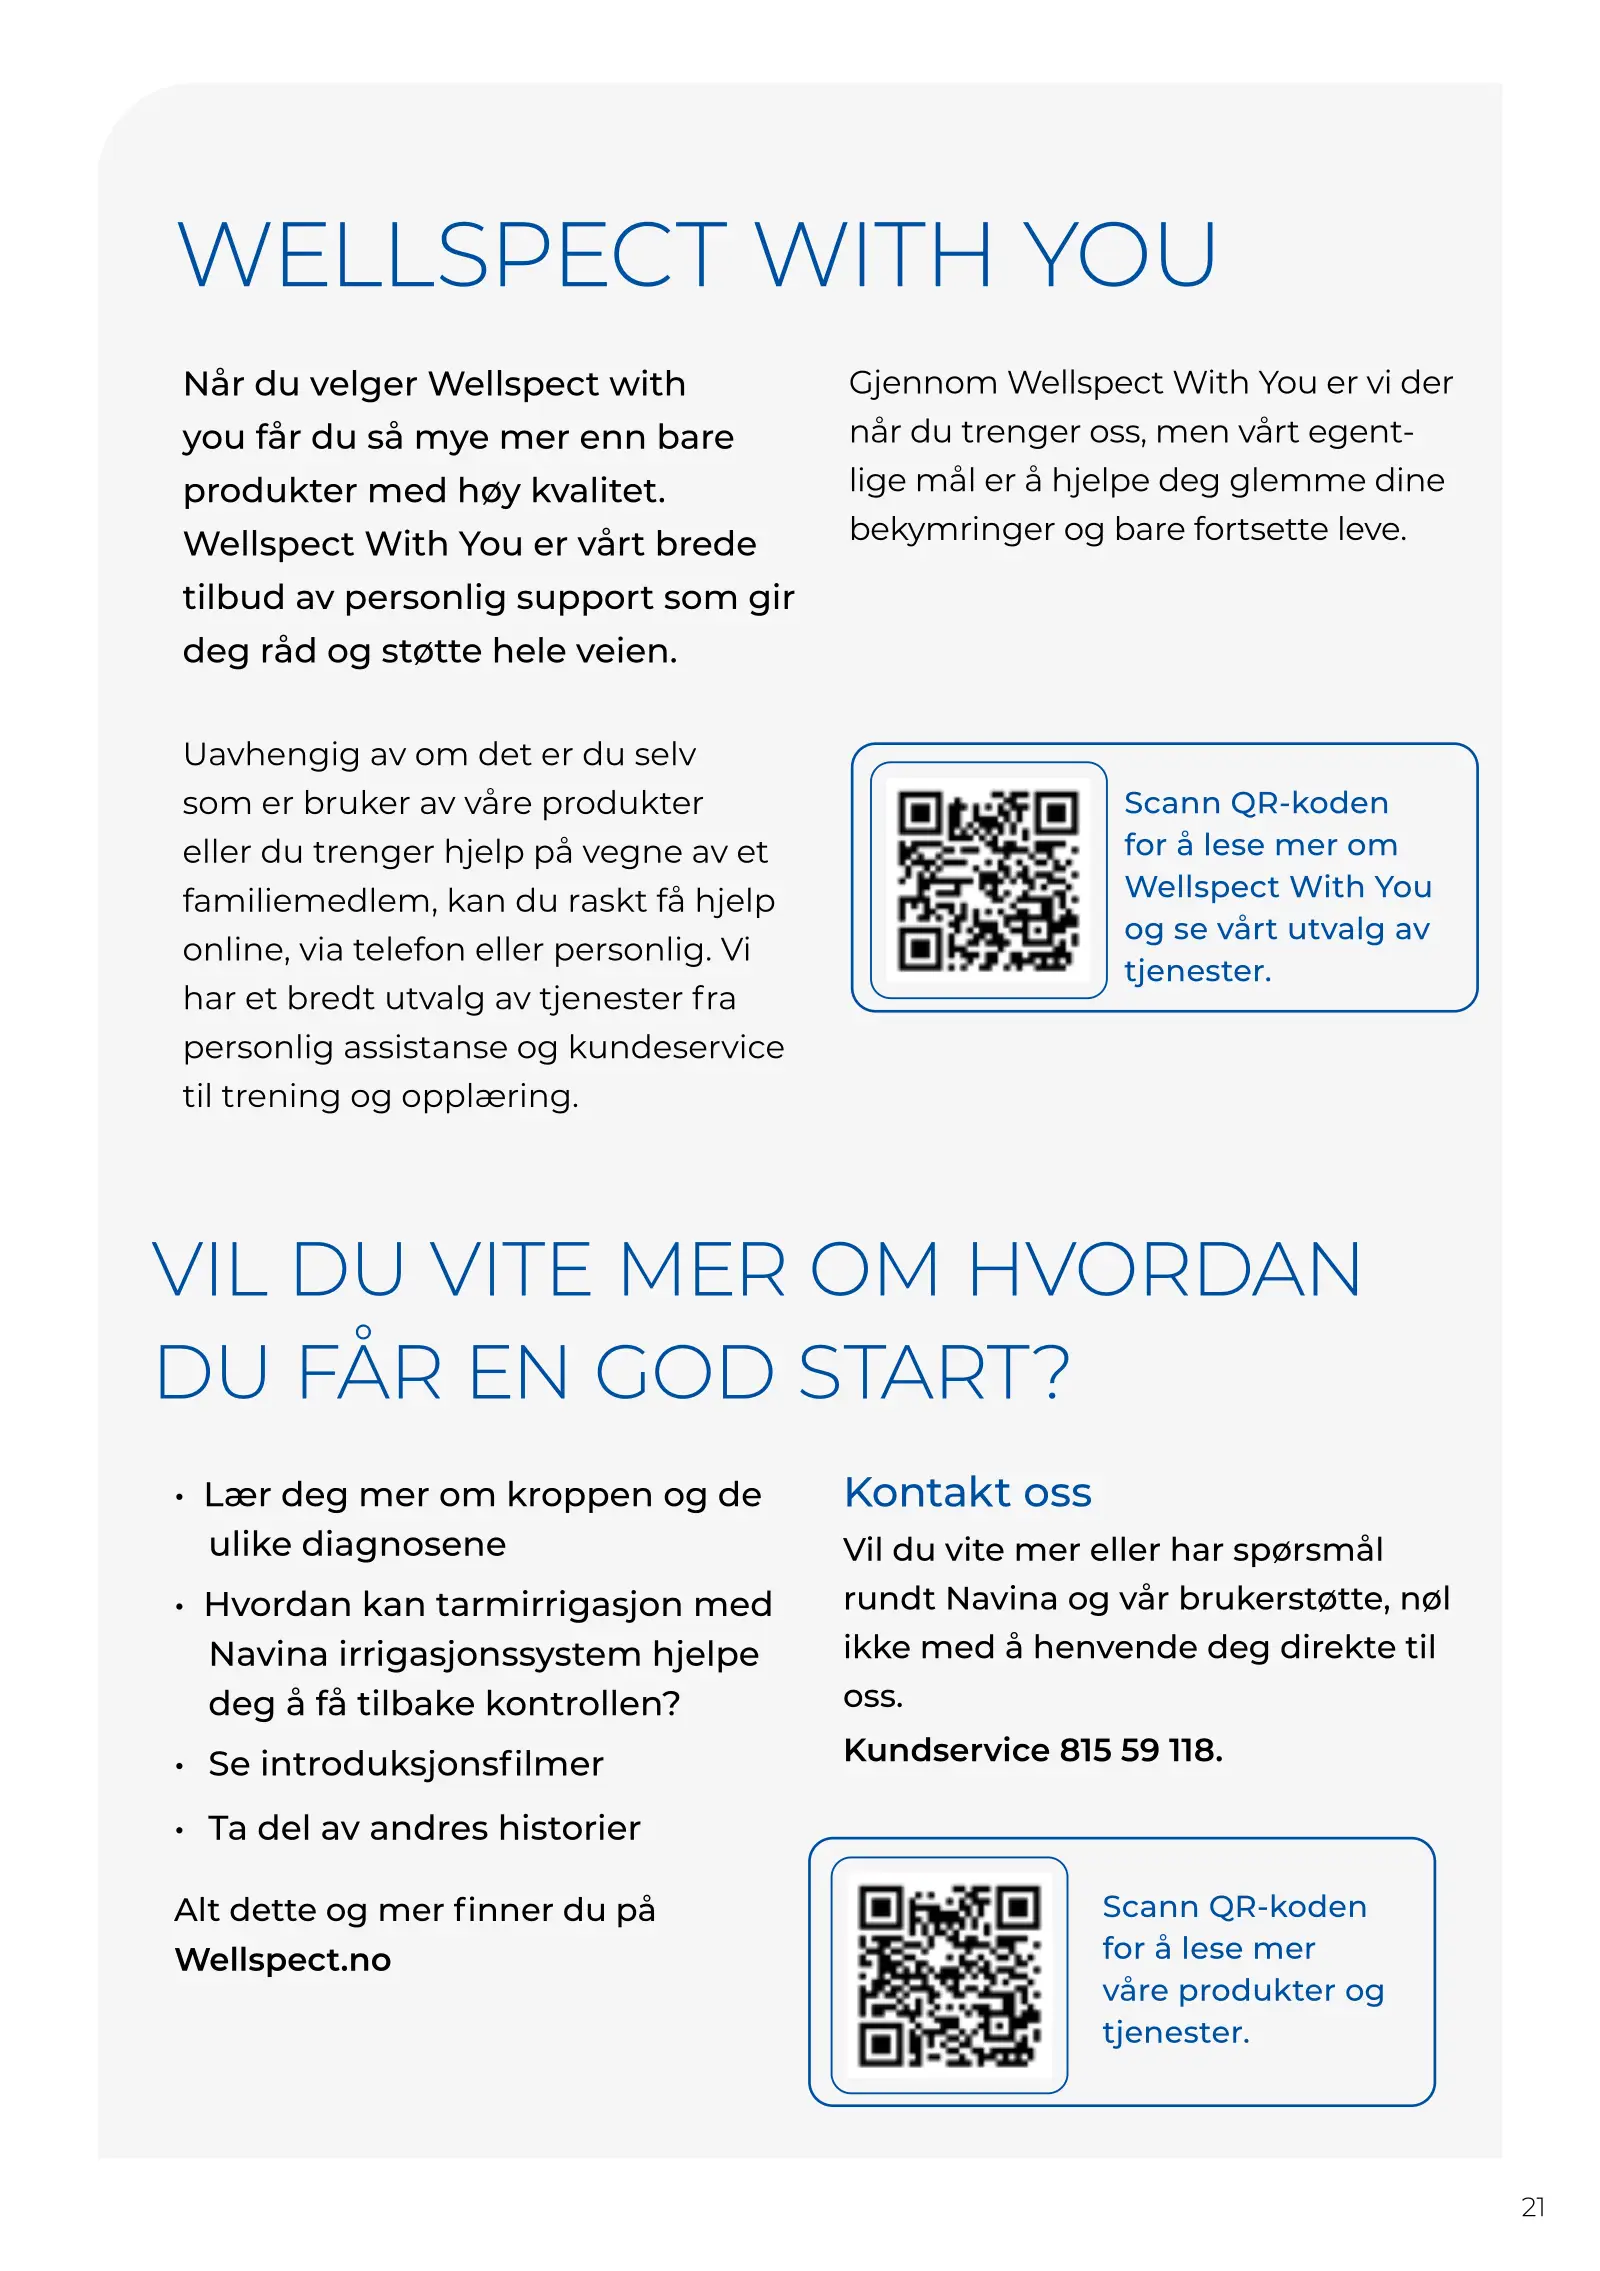 WELLSPECT WITH YOU
Når du velger Wellspect with
you får du så mye mer enn bare
produkter med høy kvalitet.
Wellspect With You er vårt brede
tilbud av personlig support som gir
deg råd og støtte hele veien.
Uavhengig av om det er du selv
som er bruker av våre produkter
eller du trenger hjelp på vegne av et
familiemedlem, kan du raskt få hjelp
online, via telefon eller personlig. Vi
har et bredt utvalg av tjenester fra
personlig assistanse og kundeservice
til trening og opplæring.
Gjennom Wellspect With You er vi der
når du trenger oss, men vårt egent-
lige mål er å hjelpe deg glemme dine
bekymringer og bare fortsette leve.
Scann QR-koden
for å lese mer om
Wellspect With You
og se vårt utvalg av
tjenester.
VIL DU VITE MER OM HVORDAN
DU FÅR EN GOD START?
• Lær deg mer om kroppen og de
ulike diagnosene
• Hvordan kan tarmirrigasjon med
Navina irrigasjonssystem hjelpe
deg å få tilbake kontrollen?
• Se introduksjonsfilmer
• Ta del av andres historier
Alt dette og mer finner du på
Wellspect.no
Kontakt oss
Vil du vite mer eller har spørsmål
rundt Navina og vår brukerstøtte, nøl
ikke med å henvende deg direkte til
oss.
Kundservice 815 59 118.
Scann QR-koden
for å lese mer
våre produkter og
tjenester.
21